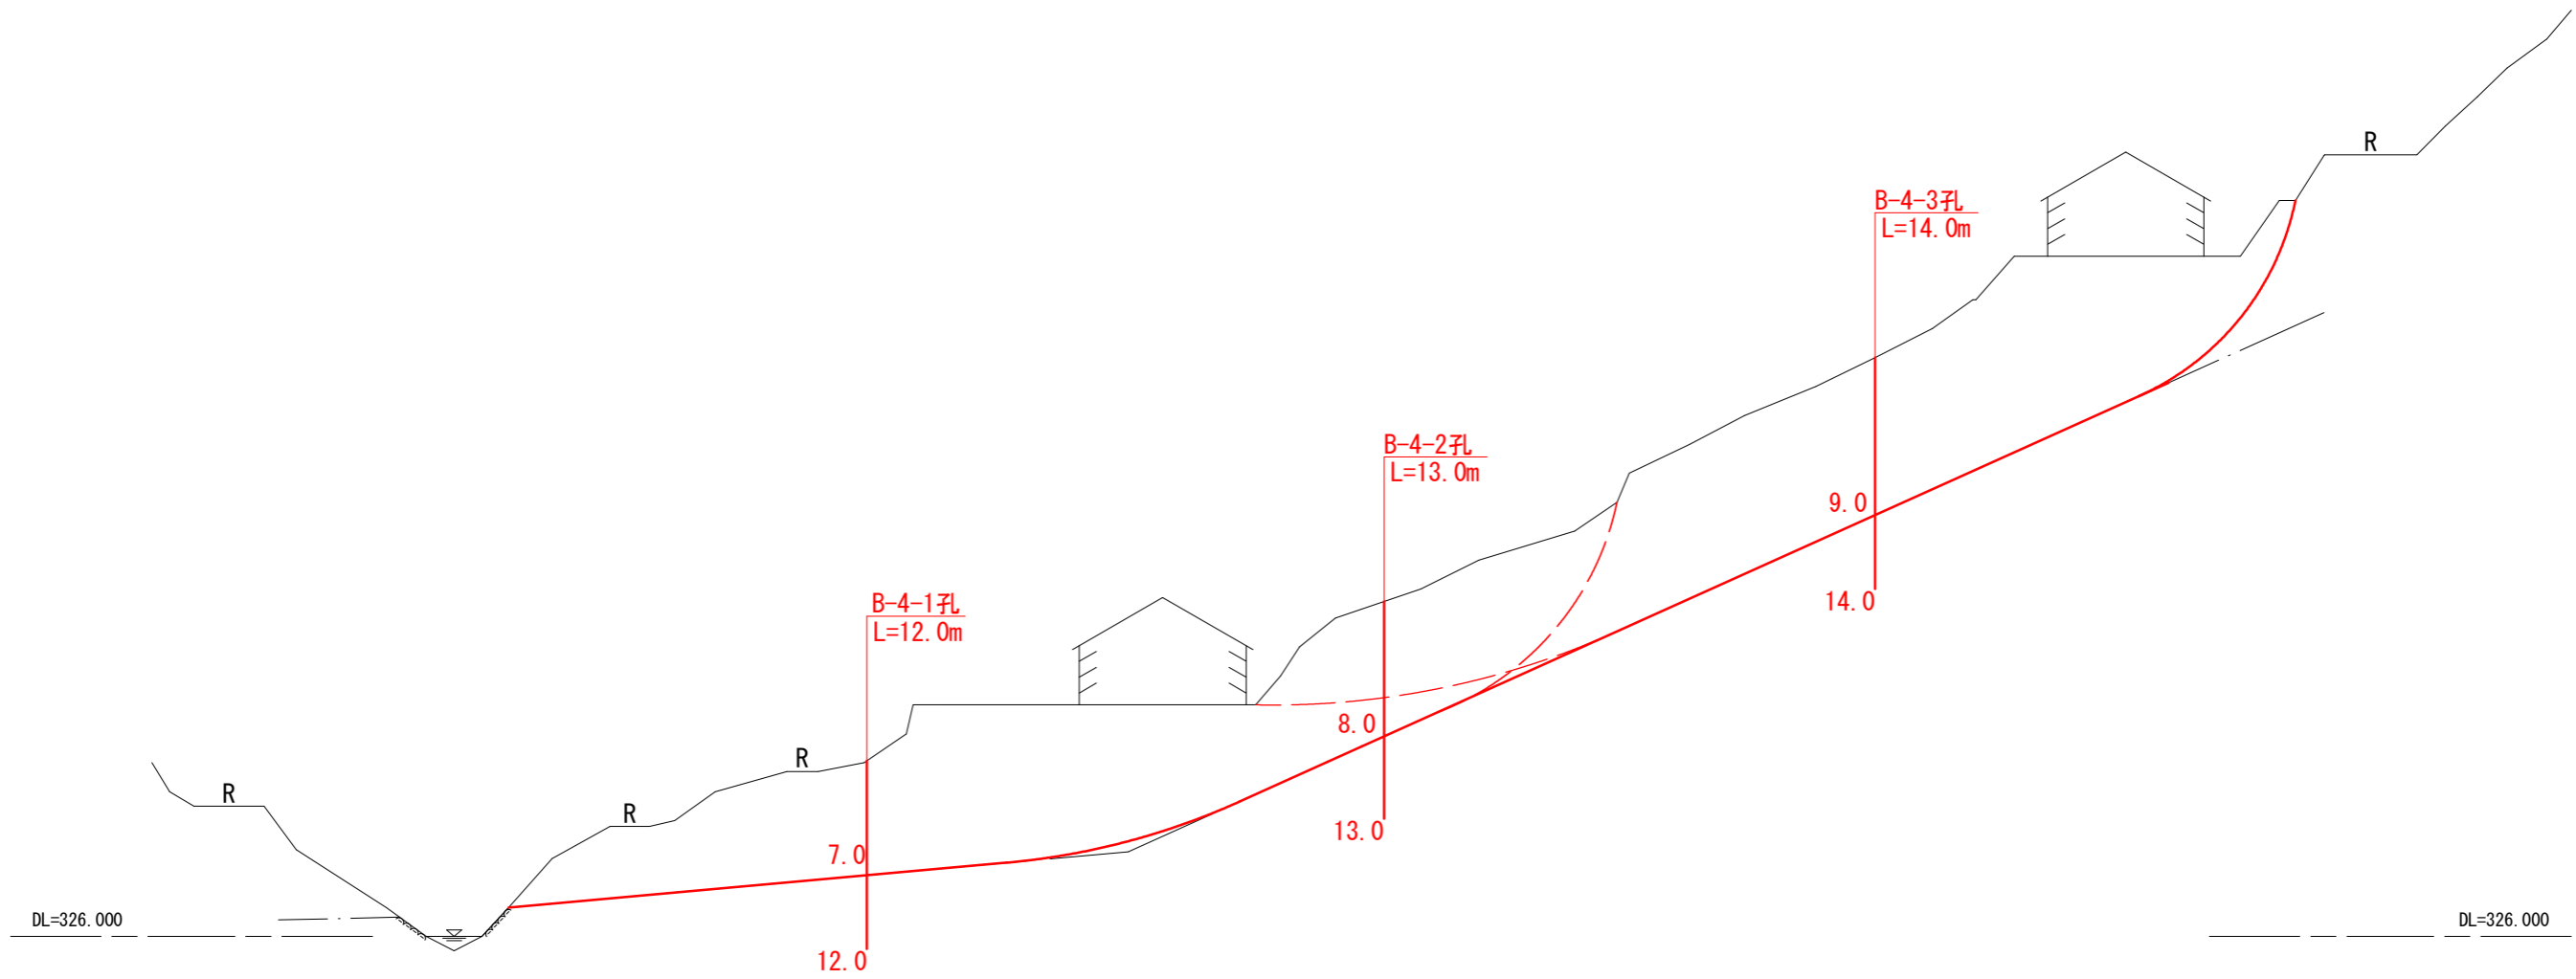 R
B-4-3孔
L=14.0m
B-4-2孔
L=13.0m
9.0
14.0
B-4-1孔
L=12.0m
8.0
R
R
R
13.0
7.0
DL=326.000
DL=326.000
12.0